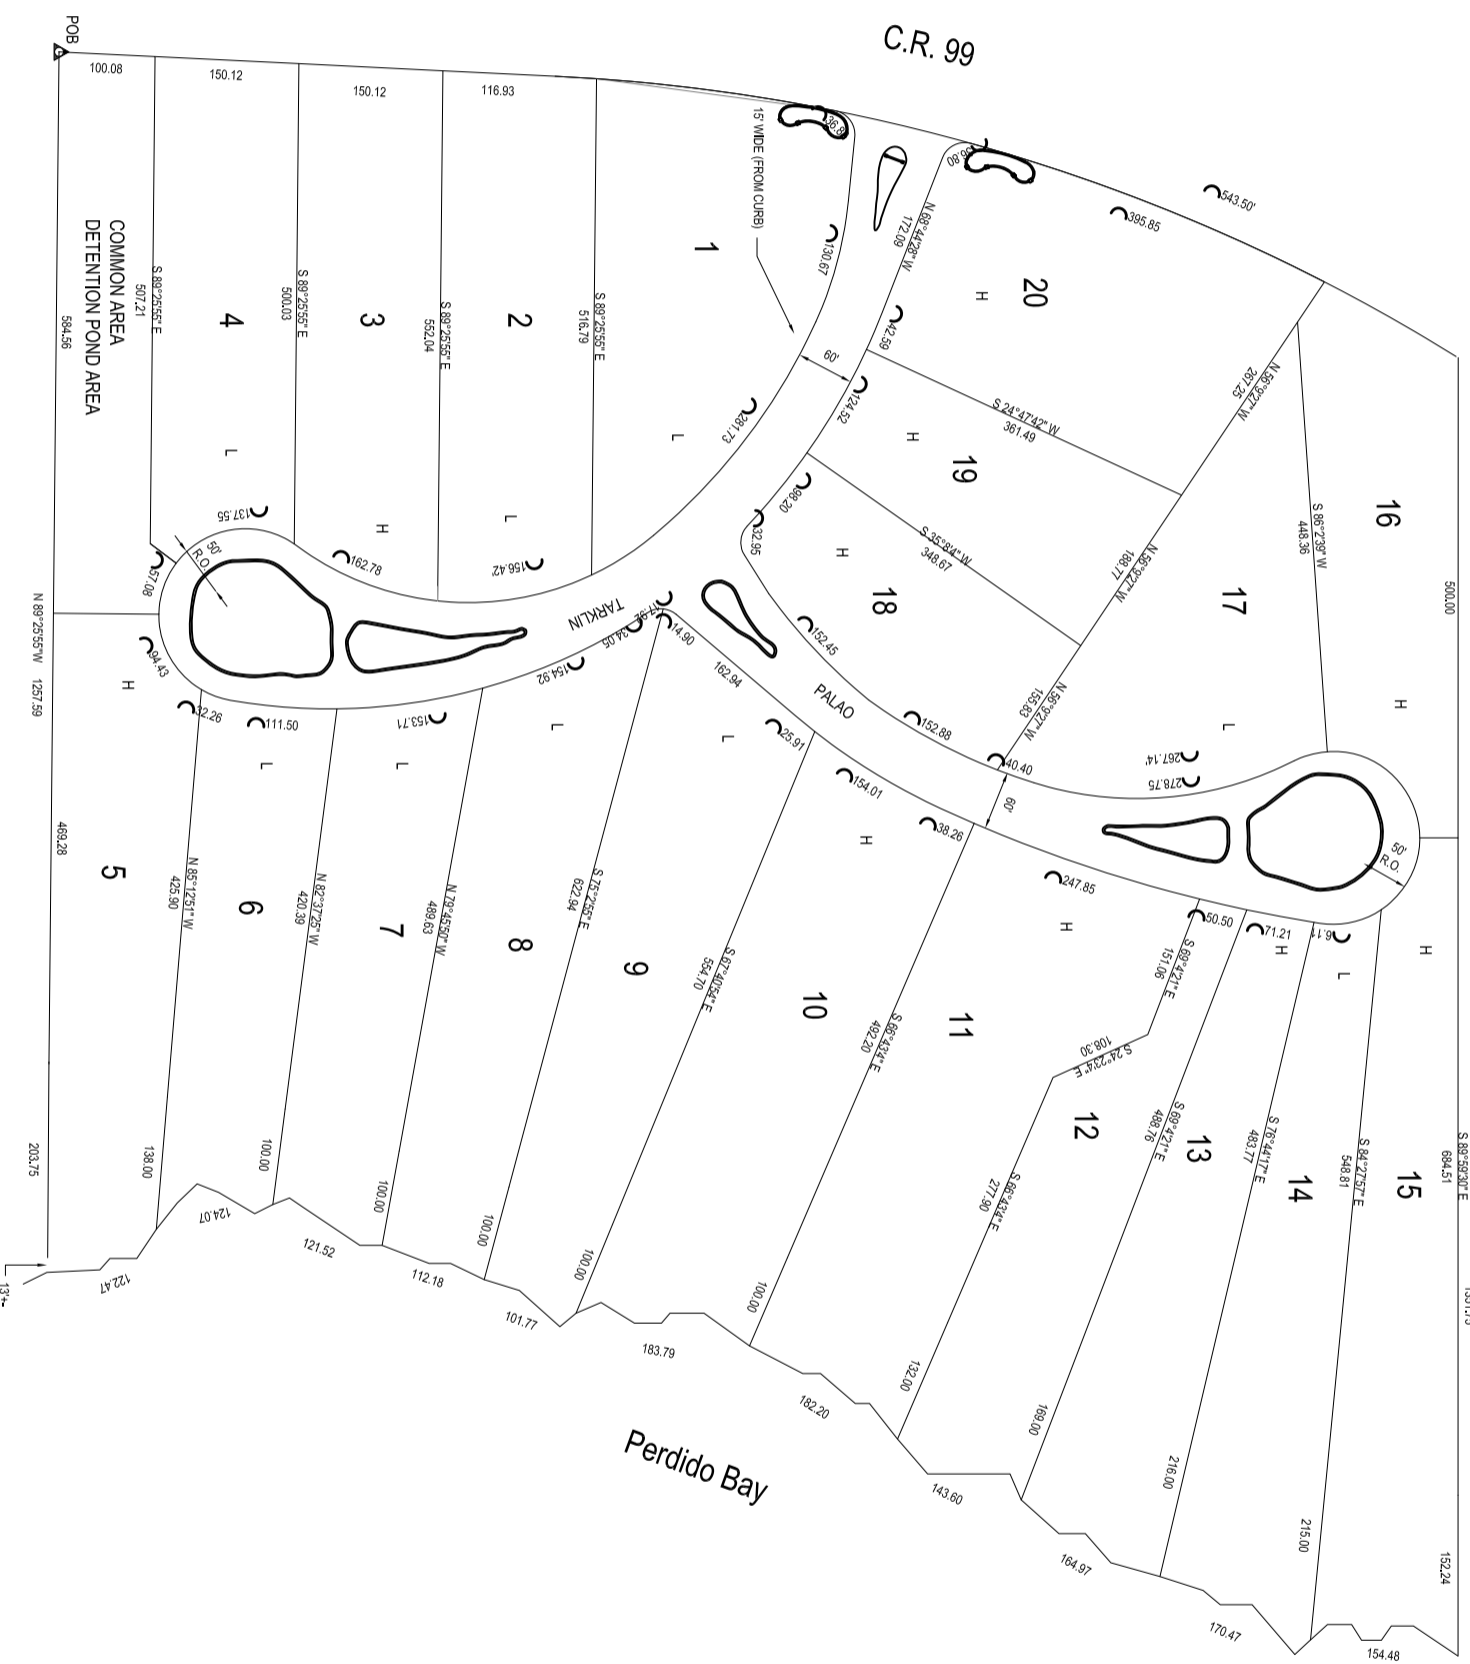 C.R. 99
POB
100.08
150.12
150.12
116.93
15' WIDE (FROM CURB)
36.8
36.80
543.50'
395.85
N 68°44'28" W
172.09
130.67
1
20
H
42.59
60'
124.52
281.73
L
S 24°47'42" W
361.49
19
H
N 56°9'27" W
267.25
16
S 86°2'39" W
448.36
H
500.00
COMMON AREA
DETENTION POND AREA
584.56
S 89°25'55" E
507.21
4
L
S 89°25'55" E
500.03
3
H
S 89°25'55" E
552.04
2
L
S 89°25'55" E
516.79
137.55
50'
R.O.
57.08
162.78
156.42'
98.20
32.95
18
H
S 35°8'4" W
348.67
N 56°9'27" W
188.77
17
L
N 89°25'55"W 1257.59
94.43
H
TARKLIN
17.92
34.05
14.90
154.92
162.94
152.45
PALAO
152.88
N 56°9'27" W
155.83
40.40
267.14'
278.75
60'
50'
R.O.
32.26
111.50
L
153.71
L
L
L
25.91
154.01
38.26
H
247.85
H
50.50
71.21
H
6.11
L
H
469.28
5
N 85°12'51" W
425.90
6
N 82°37'25" W
420.39
7
N 79°45'50" W
489.63
8
S 75°2'55" E
622.94
9
S 67°40'54" E
554.70
10
S 66°43'4" E
492.20
11
S 69°4'21" E
151.06
S 24°23'4" E
108.30
12
S 66°43'4" E
277.90
S 69°4'21" E
488.76
13
S 76°44'17" E
483.77
14
S 84°27'57" E
548.81
15
S 89°59'30" E
684.51
203.75
138.00
100.00
100.00
100.00
100.00
100.00
132.00
169.00
216.00
215.00
152.24
13'+-
122.47
124.07
121.52
112.18
101.77
183.79
182.20
143.60
164.97
170.47
154.48
Perdido Bay